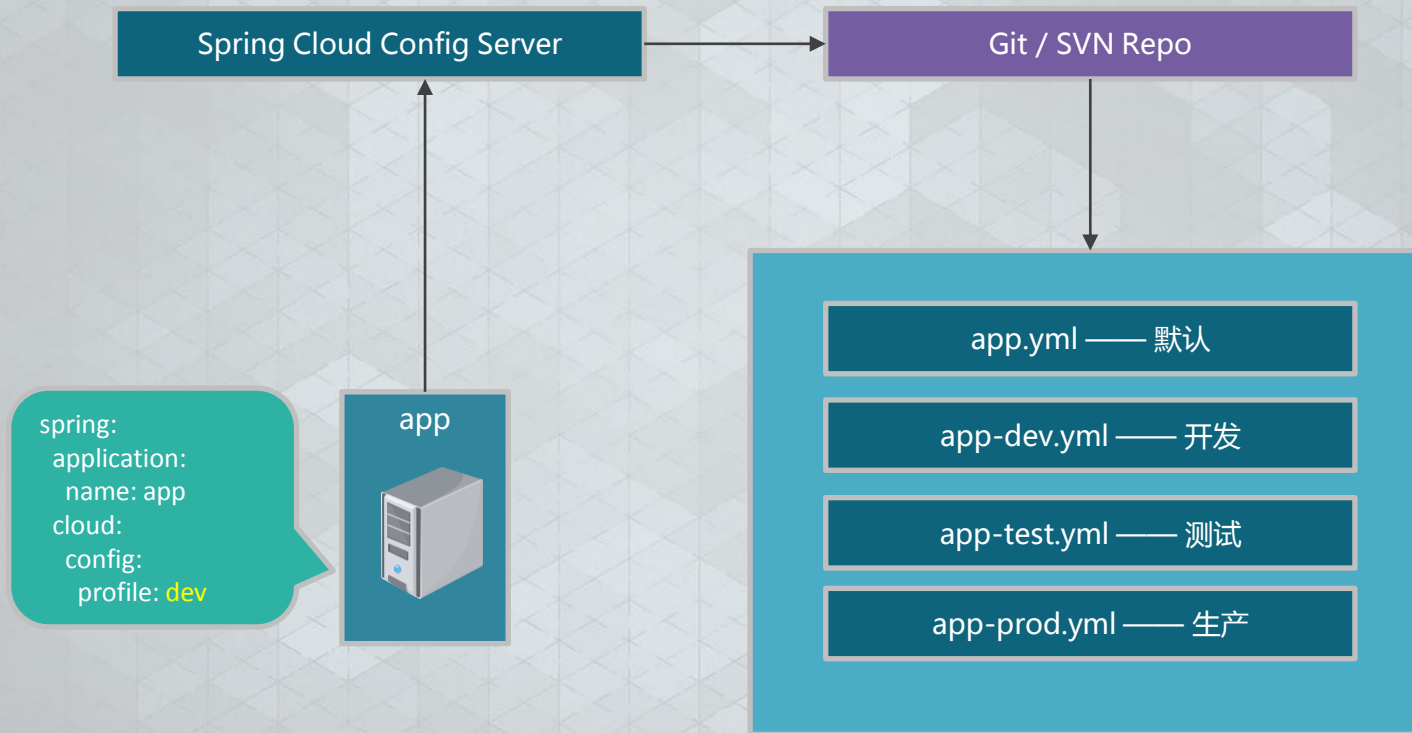 Spring Cloud Config Server
Git / SVN Repo
app.yml —— 默认
app-dev.yml —— 开发
app-test.yml —— 测试
app-prod.yml —— 生产
app
spring:
application:
name: app
cloud:
config:
profile: dev